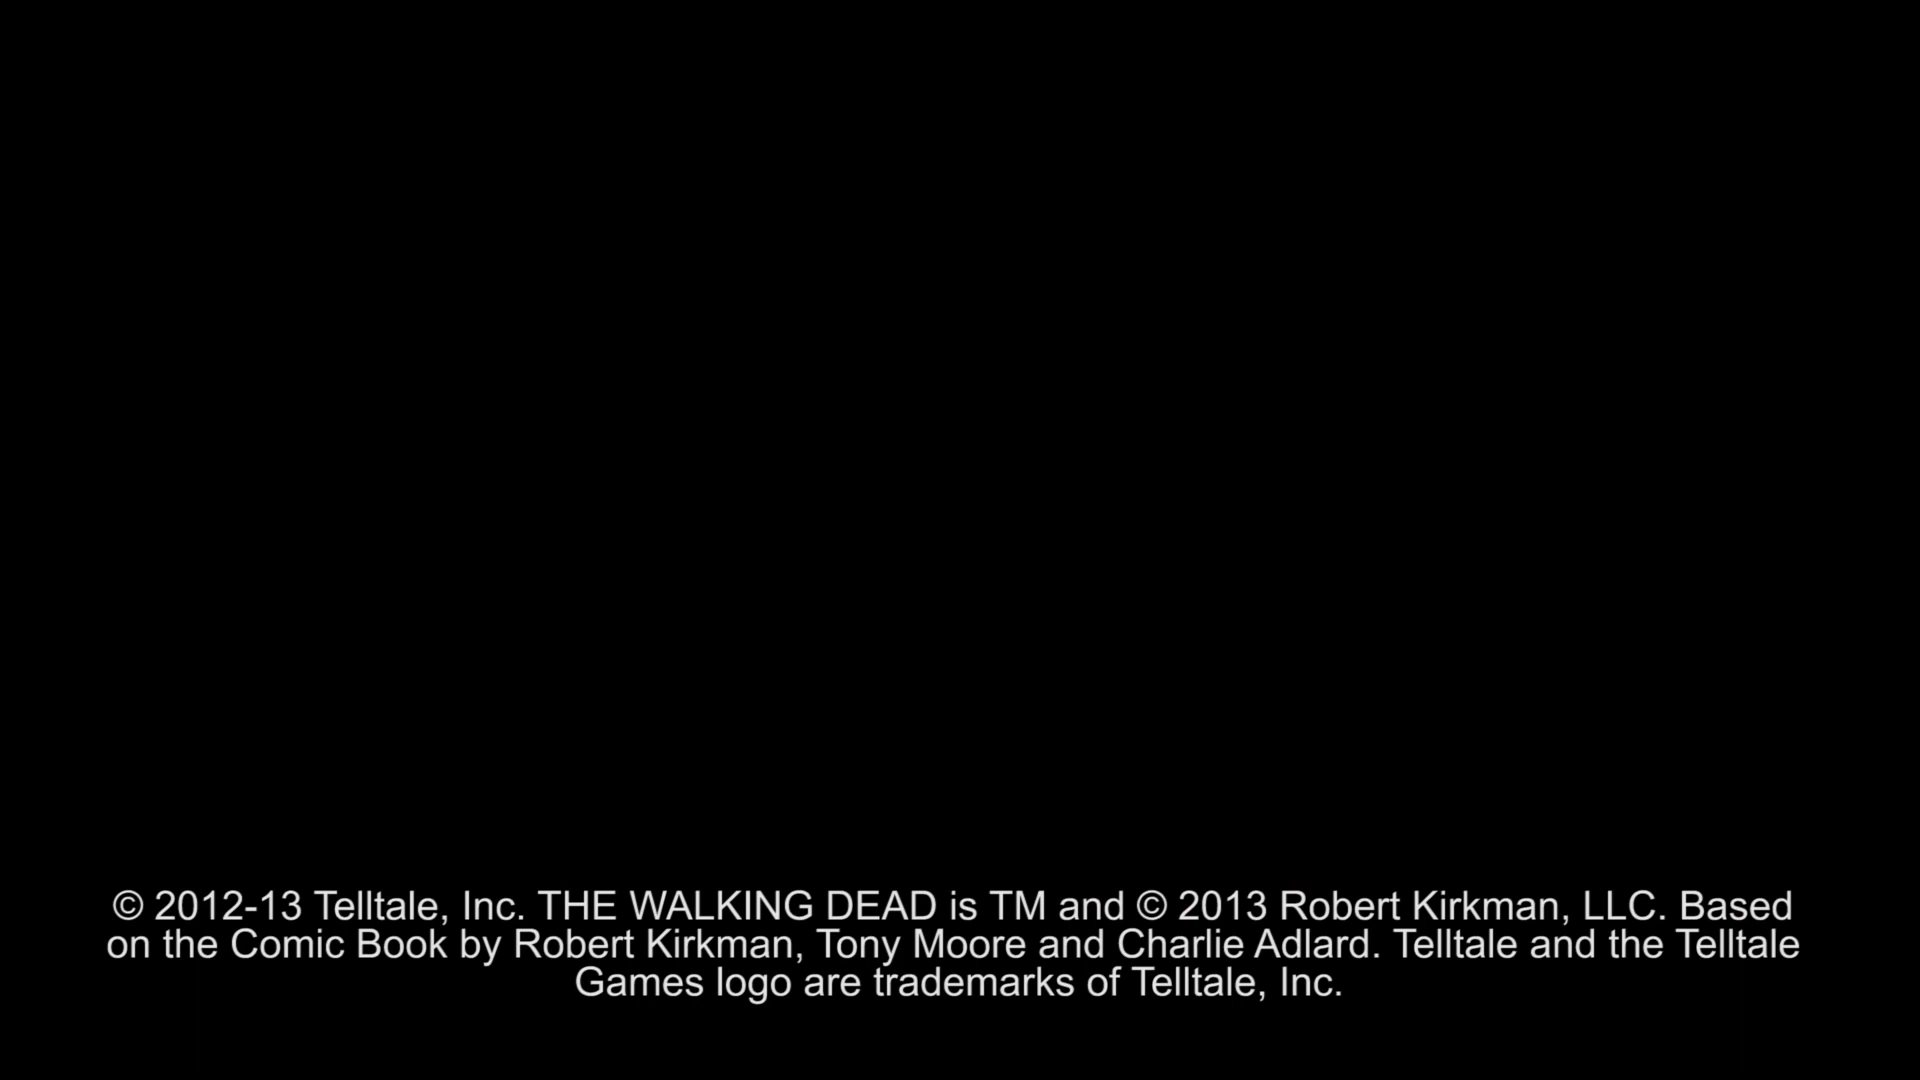 © 2012-13 Telltale, Inc. THE WALKING DEAD is TM and © 2013 Robert Kirkman, LLC. Based
on the Comic Book by Robert Kirkman, Tony Moore and Charlie Adlard. Telltale and the Telltale
Games logo are trademarks of Telltale, Inc.